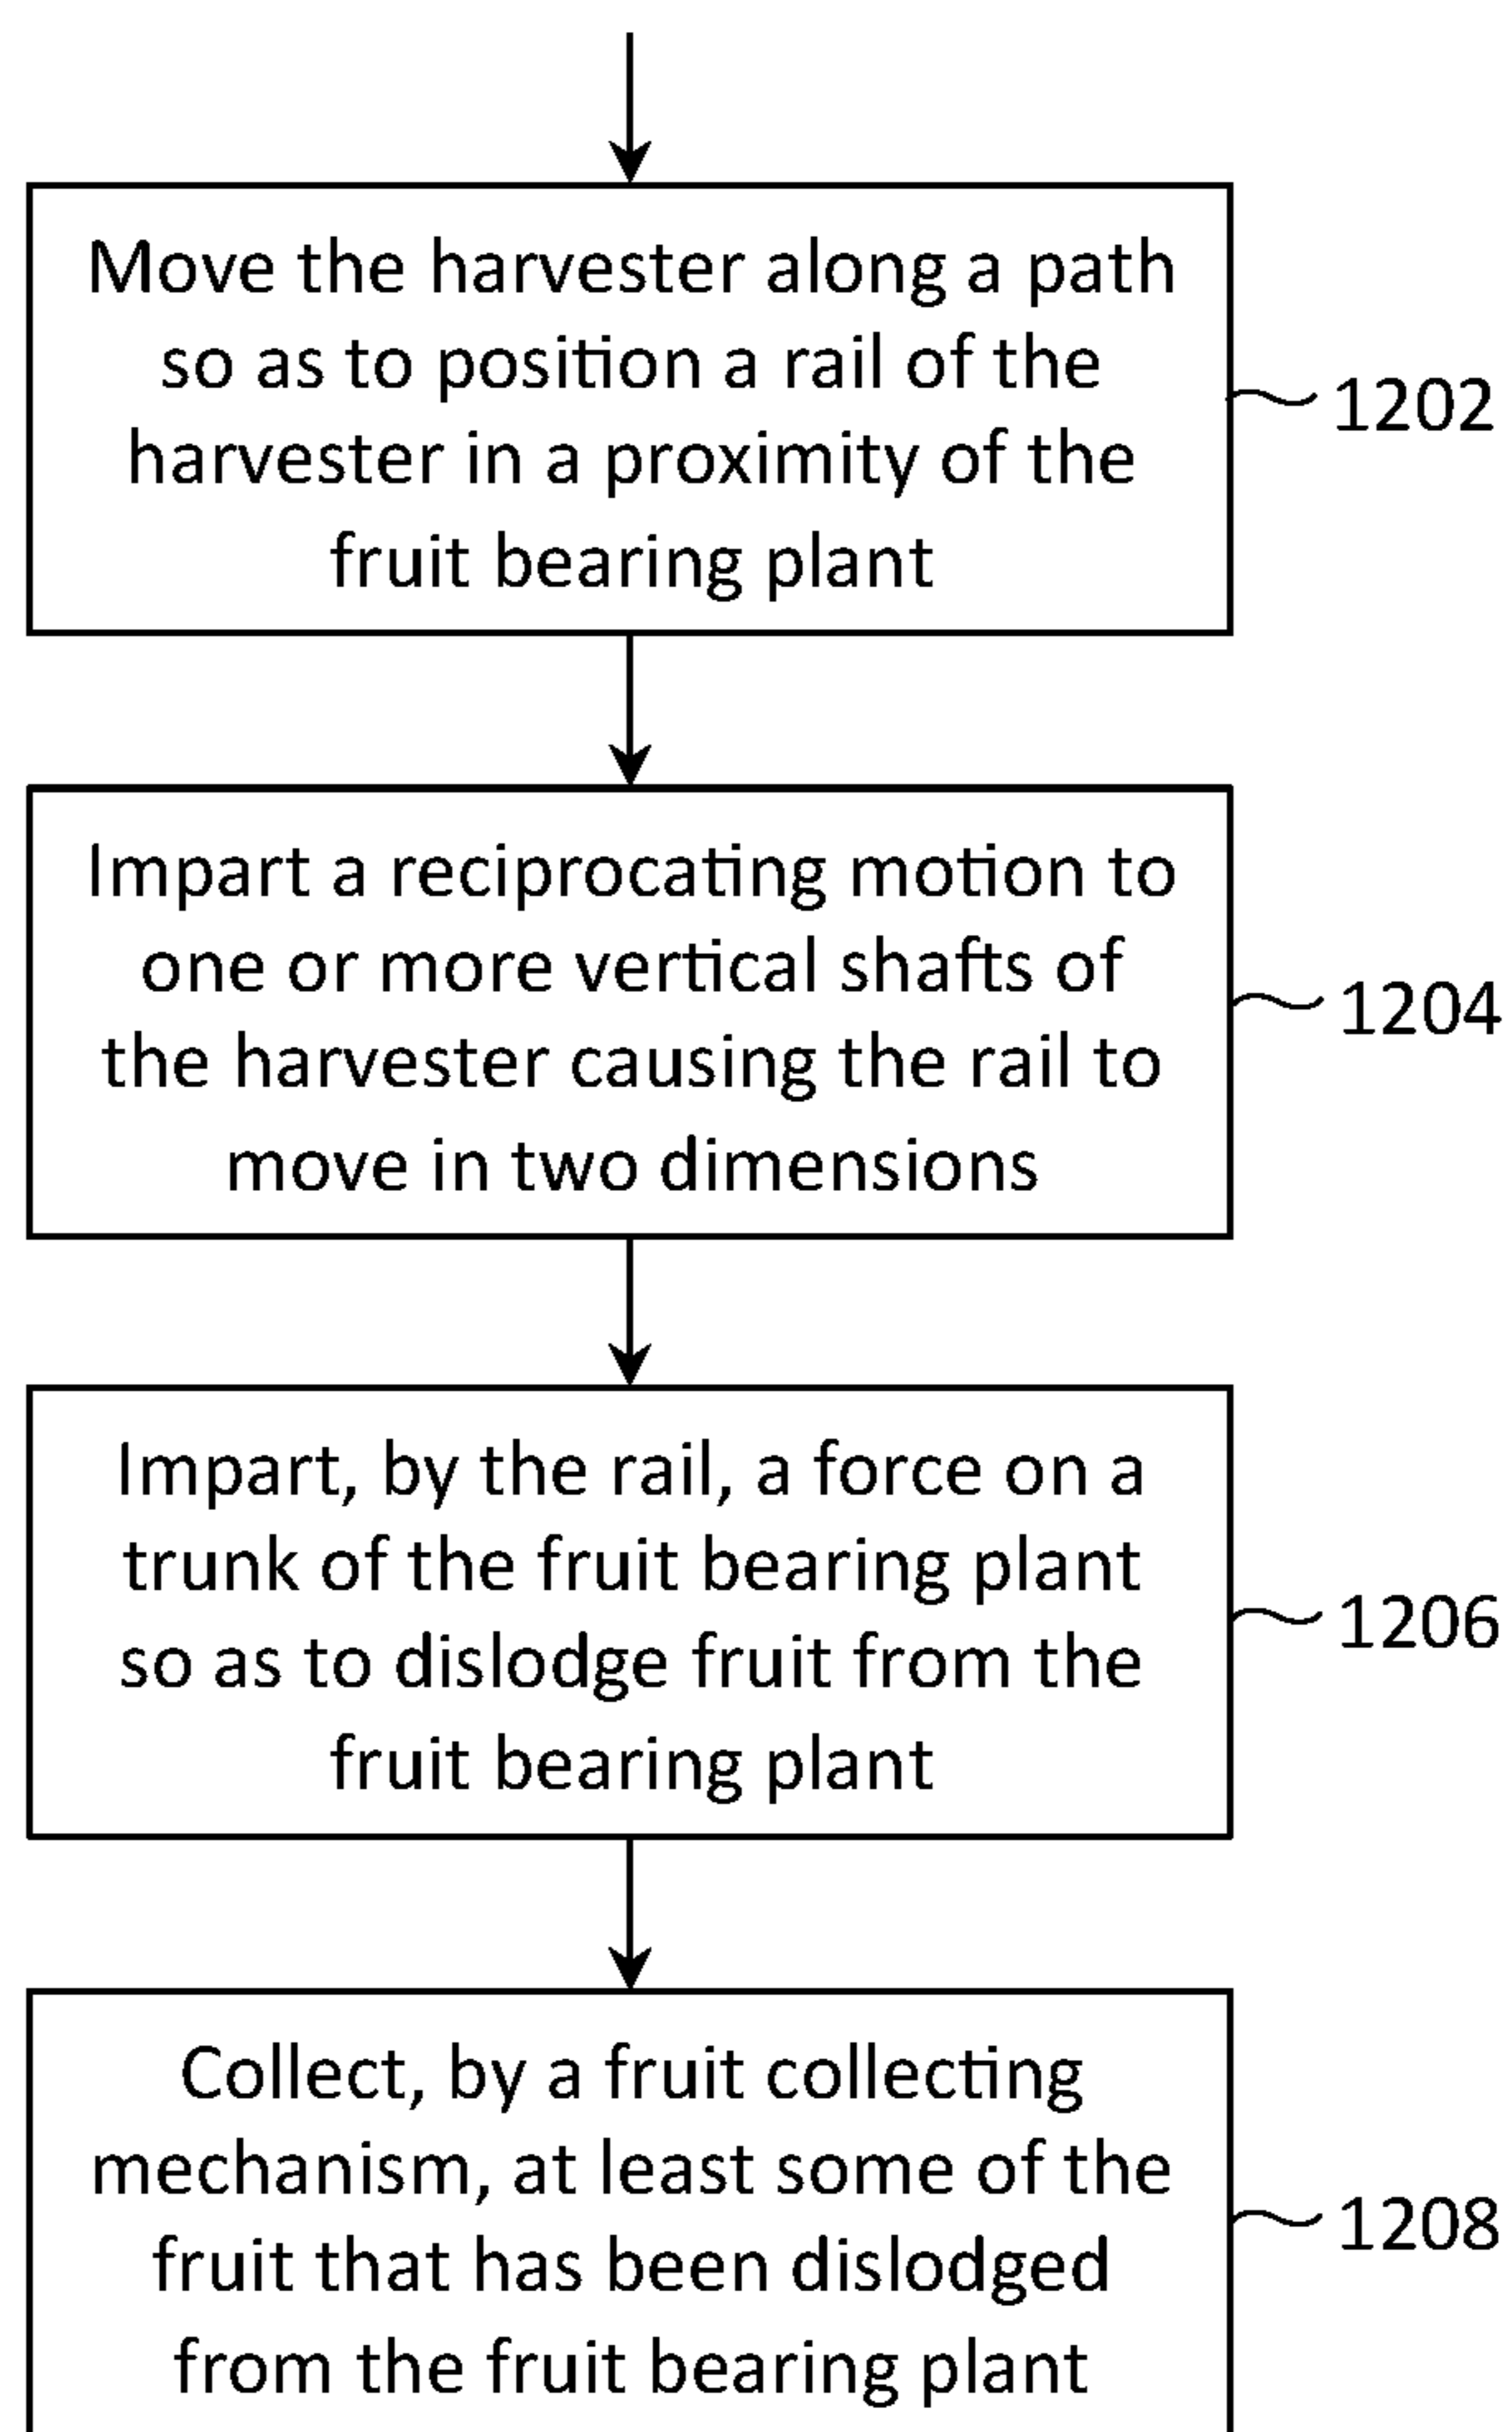 Move the harvester along a path
so as to position a rail of the
harvester in a proximity of the
fruit bearing plant
1202
Impart a reciprocating motion to
one or more vertical shafts of
the harvester causing the rail to
move in two dimensions
1204
Impart, by the rail, a force on a
trunk of the fruit bearing plant
so as to dislodge fruit from the
fruit bearing plant
1206
Collect, by a fruit collecting
mechanism, at least some of the
fruit that has been dislodged
from the fruit bearing plant
1208